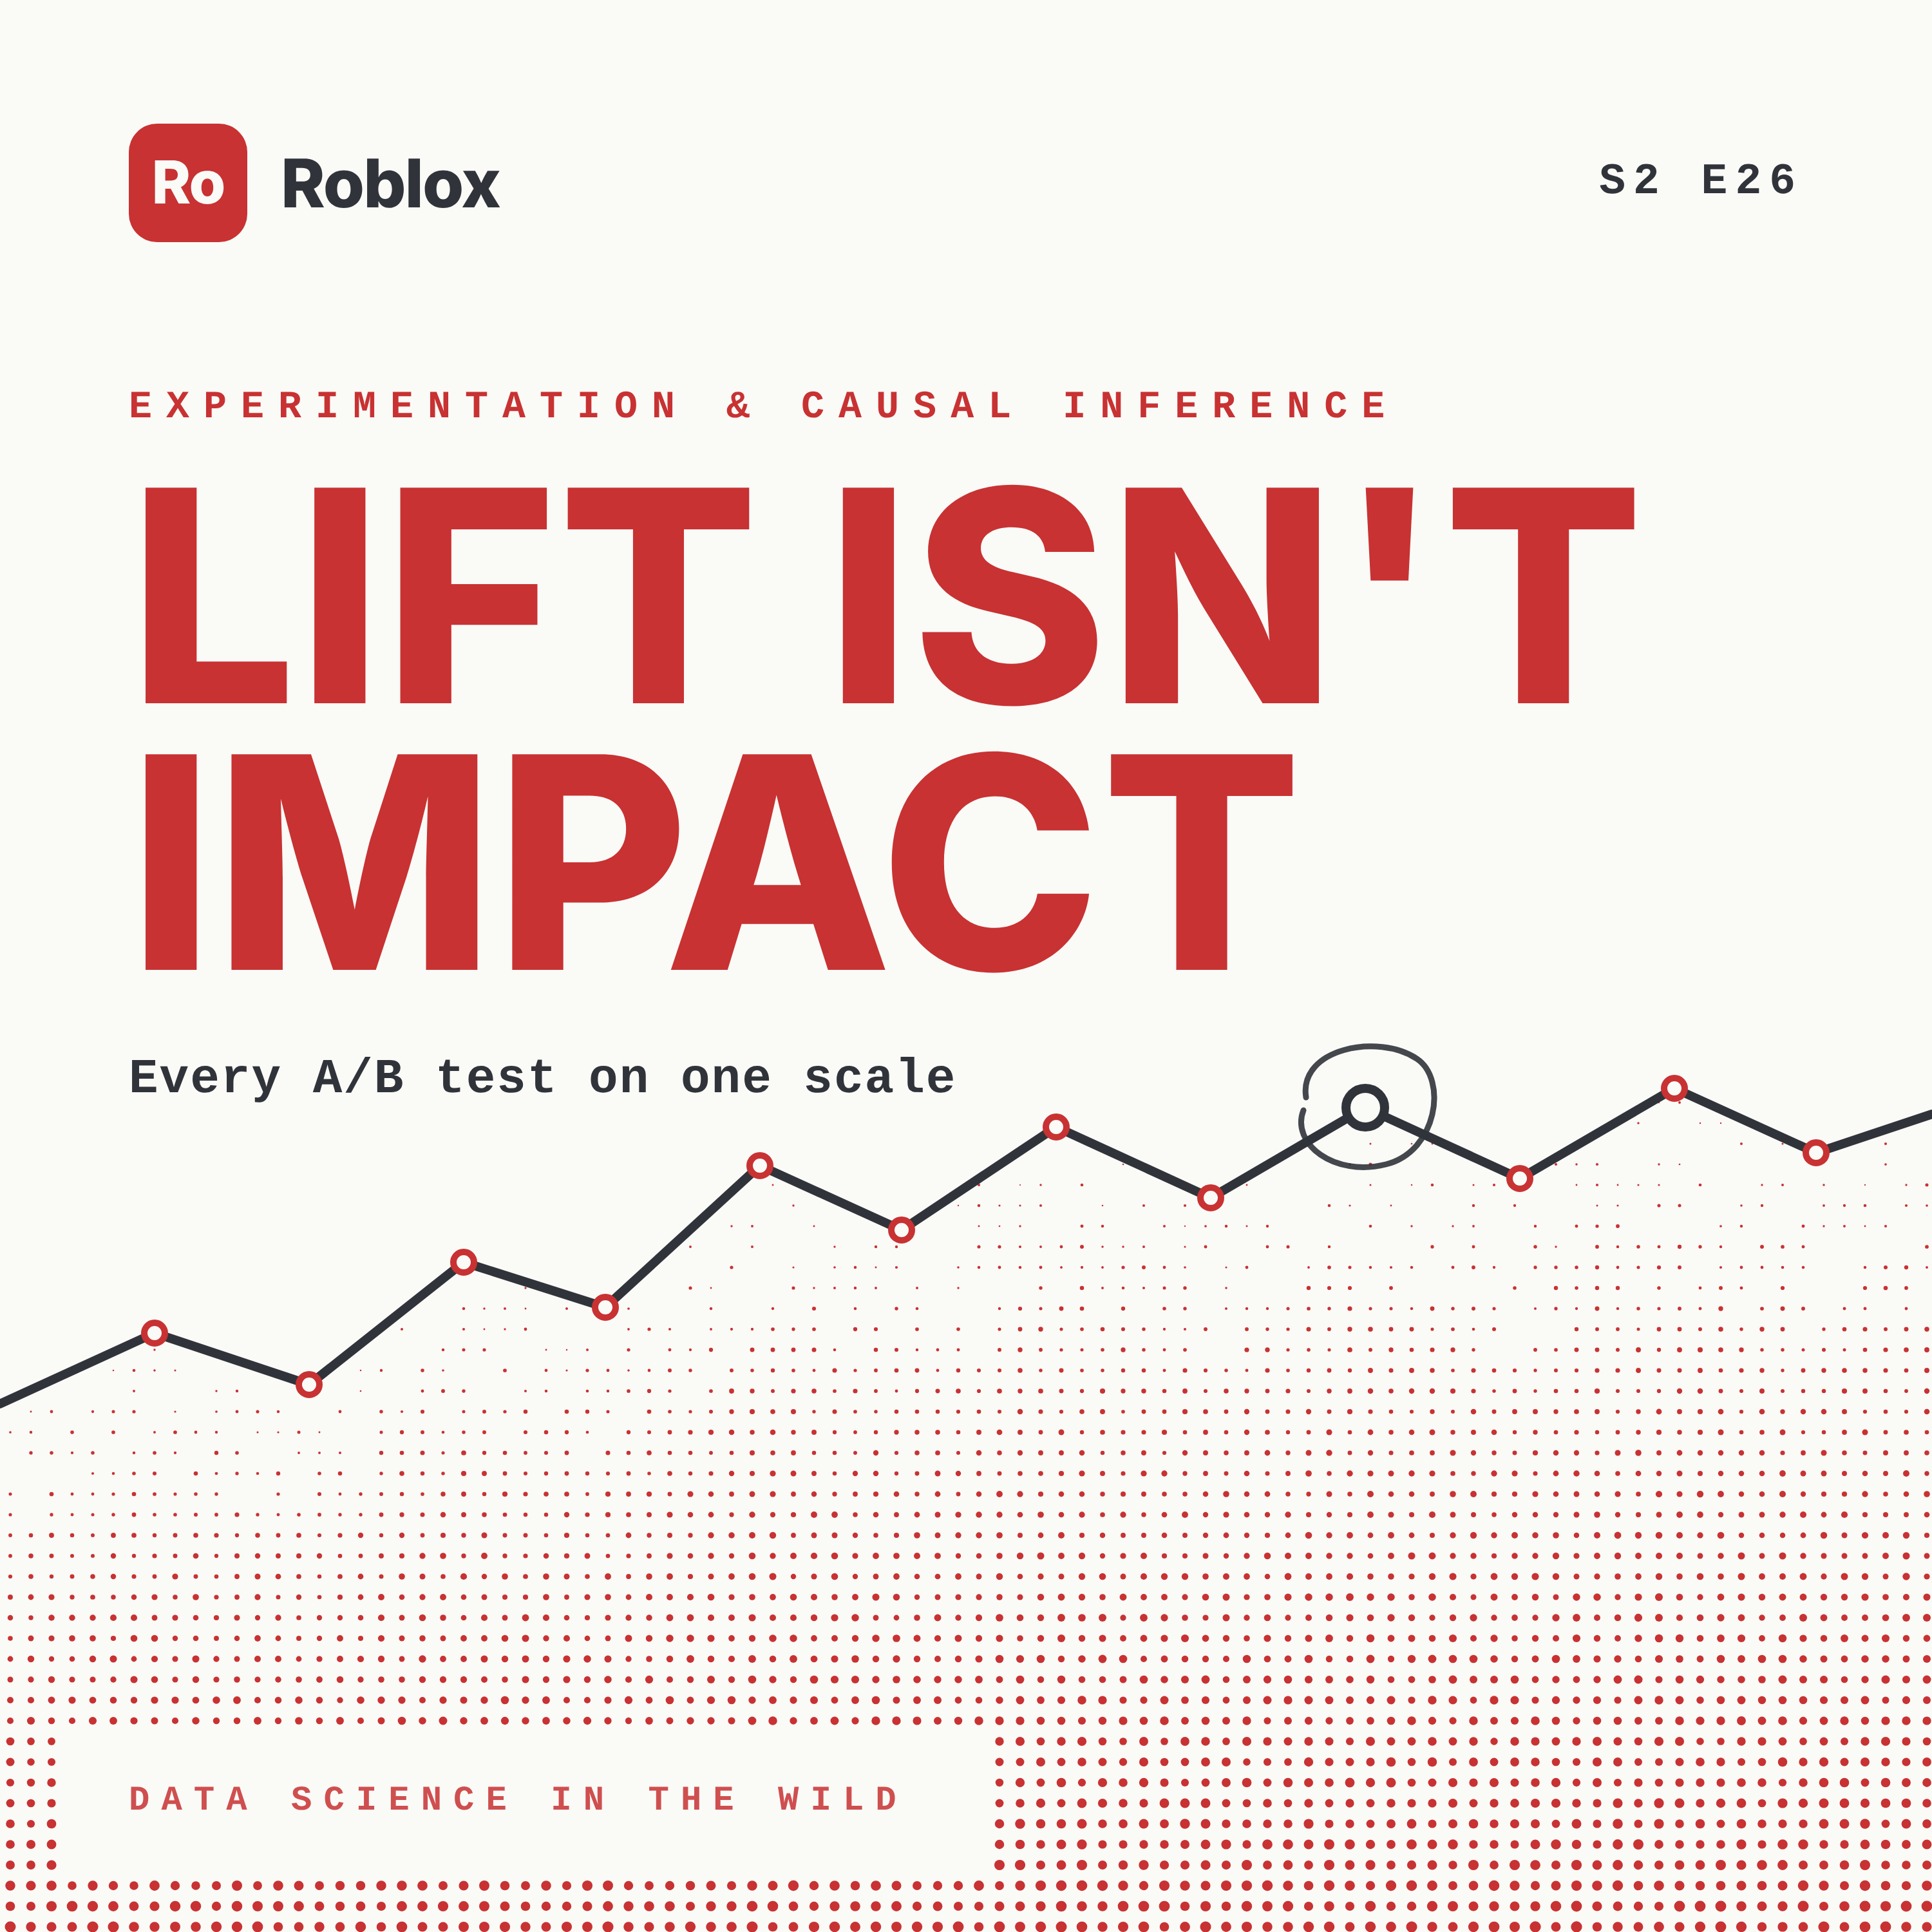 Ro Roblox
S2 E26
EXPERIMENTATION & CAUSAL INFERENCE
LIFT ISN'T
IMPACT
Every A/B test on one scale
DATA SCIENCE IN THE WILD